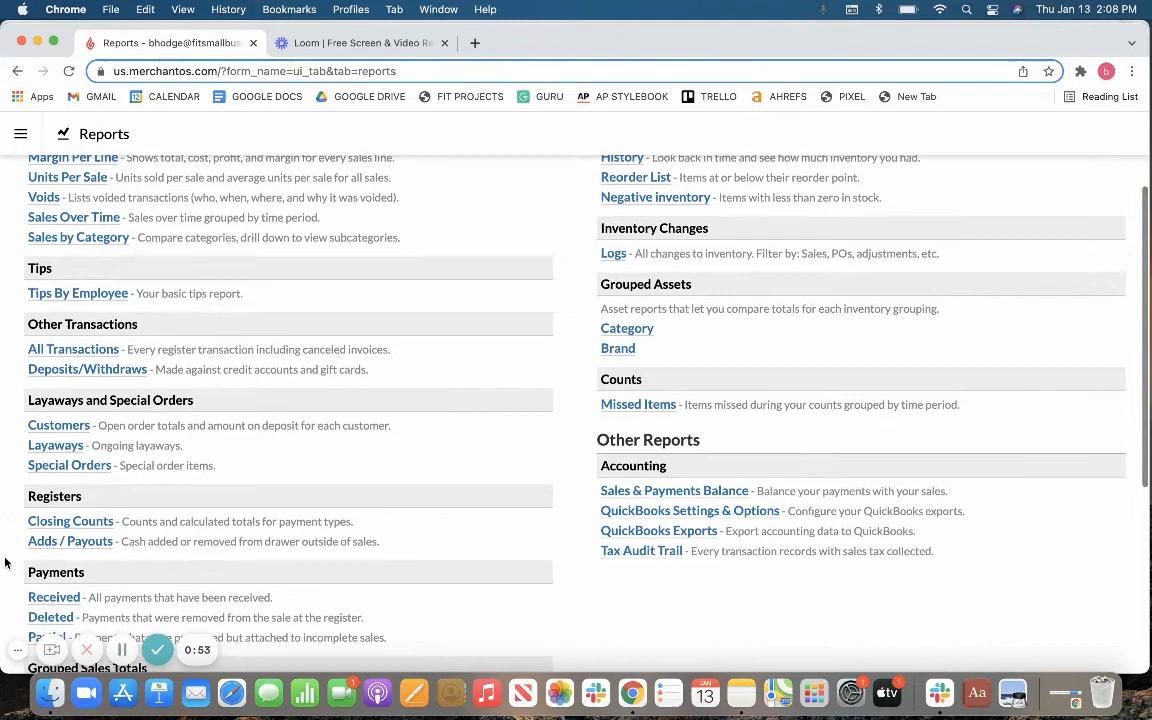 Chrome File Edit View History Bookmarks Profiles Tab Window Help Thu Jan 13 2:08 PM
Reports - bhodge@fitsmallbus Loom | Free Screen & Video Re
us.merchantos.com/?form_name=ui_tab&tab=reports b
Apps GMAIL 12 CALENDAR GOOGLE DOCS GOOGLE DRIVE FIT PROJECTS GURU AP AP STYLEBOOK TRELLO a AHREFS PIXEL New Tab Reading List
Reports
Margin Per Line - Shows total, cost, profit, and margin for every sales line.
Units Per Sale - Units sold per sale and average units per sale for all sales.
Voids - Lists voided transactions (who, when, where, and why it was voided).
Sales Over Time - Sales over time grouped by time period.
Sales by Category - Compare categories, drill down to view subcategories.
Tips
Tips By Employee - Your basic tips report.
Other Transactions
All Transactions - Every register transaction including canceled invoices.
Deposits/Withdraws - Made against credit accounts and gift cards.
Layaways and Special Orders
Customers - Open order totals and amount on deposit for each customer.
Layaways - Ongoing layaways.
Special Orders - Special order items.
Registers
Closing Counts - Counts and calculated totals for payment types.
Adds / Payouts - Cash added or removed from drawer outside of sales.
Payments
Received - All payments that have been received.
Deleted - Payments that were removed from the sale at the register.
but attached to incomplete sales.
Grouped Sales Totals
History - Look back in time and see how much inventory you had.
Reorder List - Items at or below their reorder point.
Negative inventory - Items with less than zero in stock.
Inventory Changes
Logs - All changes to inventory. Filter by: Sales, POs, adjustments, etc.
Grouped Assets
Asset reports that let you compare totals for each inventory grouping.
Category
Brand
Counts
Missed Items - Items missed during your counts grouped by time period.
Other Reports
Accounting
Sales & Payments Balance - Balance your payments with your sales.
QuickBooks Settings & Options - Configure your QuickBooks exports.
QuickBooks Exports - Export accounting data to QuickBooks.
Tax Audit Trail - Every transaction records with sales tax collected.
0:53
1 JAN 13 1 tv 1 Aa